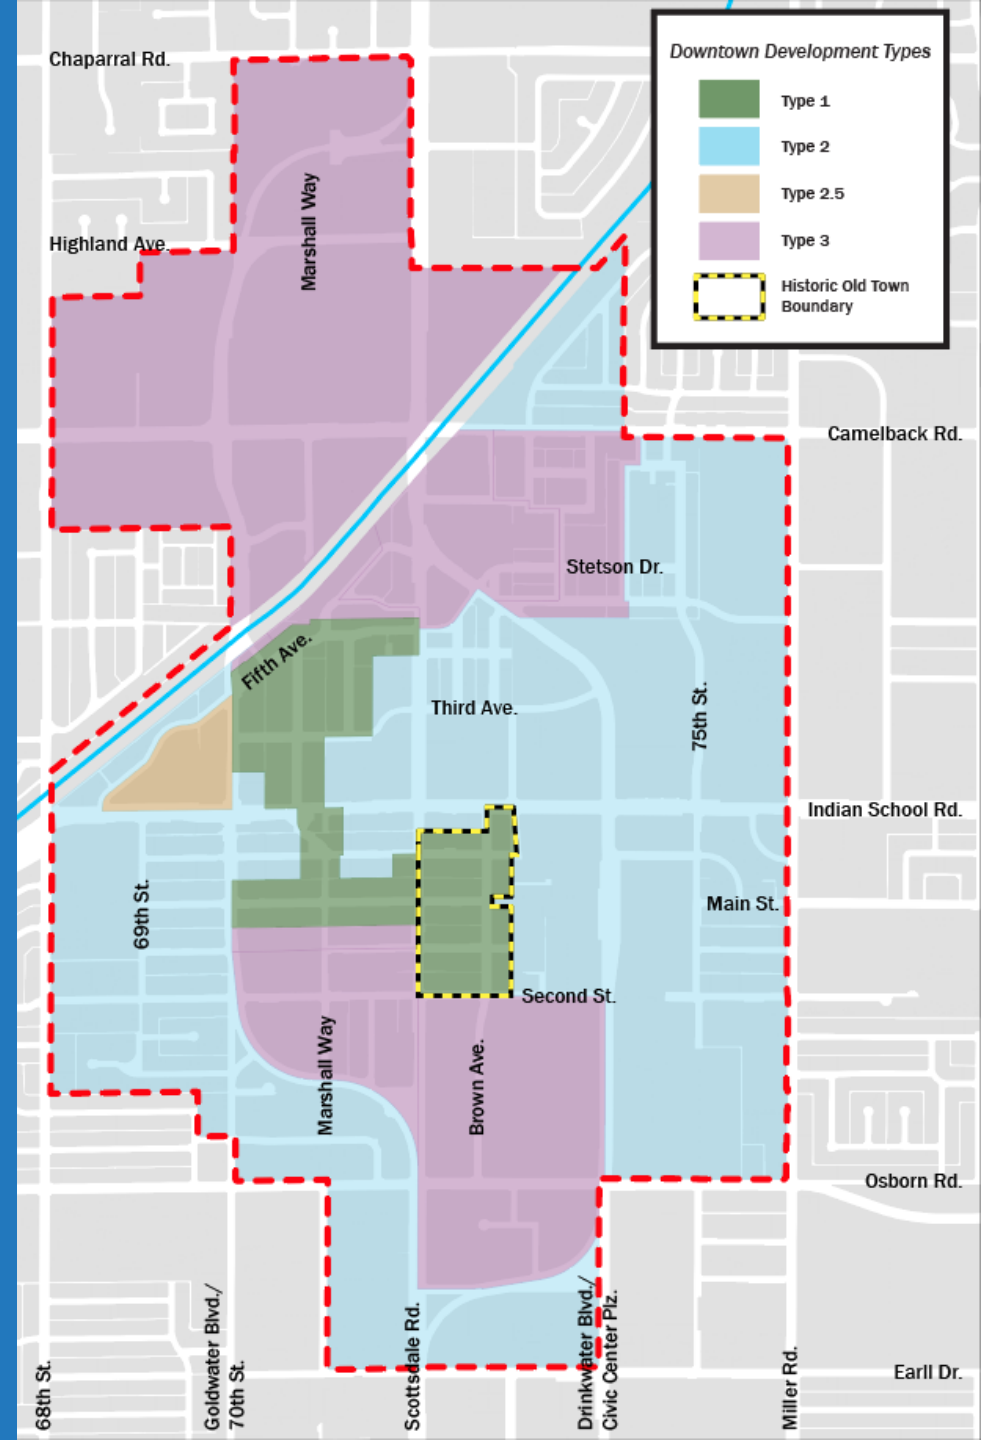 Downtown Development Types
Type 1
Type 2
Type 2.5
Type 3
Historic Old Town
Boundary
Chaparral Rd.
Marshall Way
Highland Ave.
Camelback Rd.
Stetson Dr.
Fifth Ave.
Third Ave.
75th St.
Indian School Rd.
69th St.
Main St.
Second St.
Marshall Way
Brown Ave.
Osborn Rd.
68th St.
Goldwater Blvd./
70th St.
Scottsdale Rd.
Drinkwater Blvd./
Civic Center Plz.
Miller Rd.
Earll Dr.